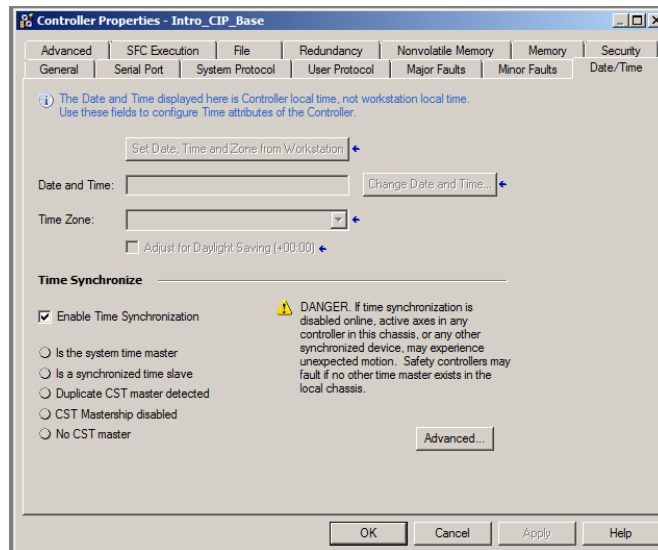 Controller Properties - Intro_CIP_Base
Advanced SFC Execution File Redundancy Nonvolatile Memory Memory Security
General Serial Port System Protocol User Protocol Major Faults Minor Faults Date/Time
The Date and Time displayed here is Controller local time, not workstation local time.
Use these fields to configure Time attributes of the Controller.
Set Date, Time and Zone from Workstation
Date and Time:
Change Date and Time...
Time Zone:
Adjust for Daylight Saving (+00:00)
Time Synchronize
Enable Time Synchronization
Is the system time master
Is a synchronized time slave
Duplicate CST master detected
CST Mastership disabled
No CST master
DANGER. If time synchronization is
disabled online, active axes in any
controller in this chassis, or any other
synchronized device, may experience
unexpected motion. Safety controllers may
fault if no other time master exists in the
local chassis.
Advanced...
OK Cancel Apply Help